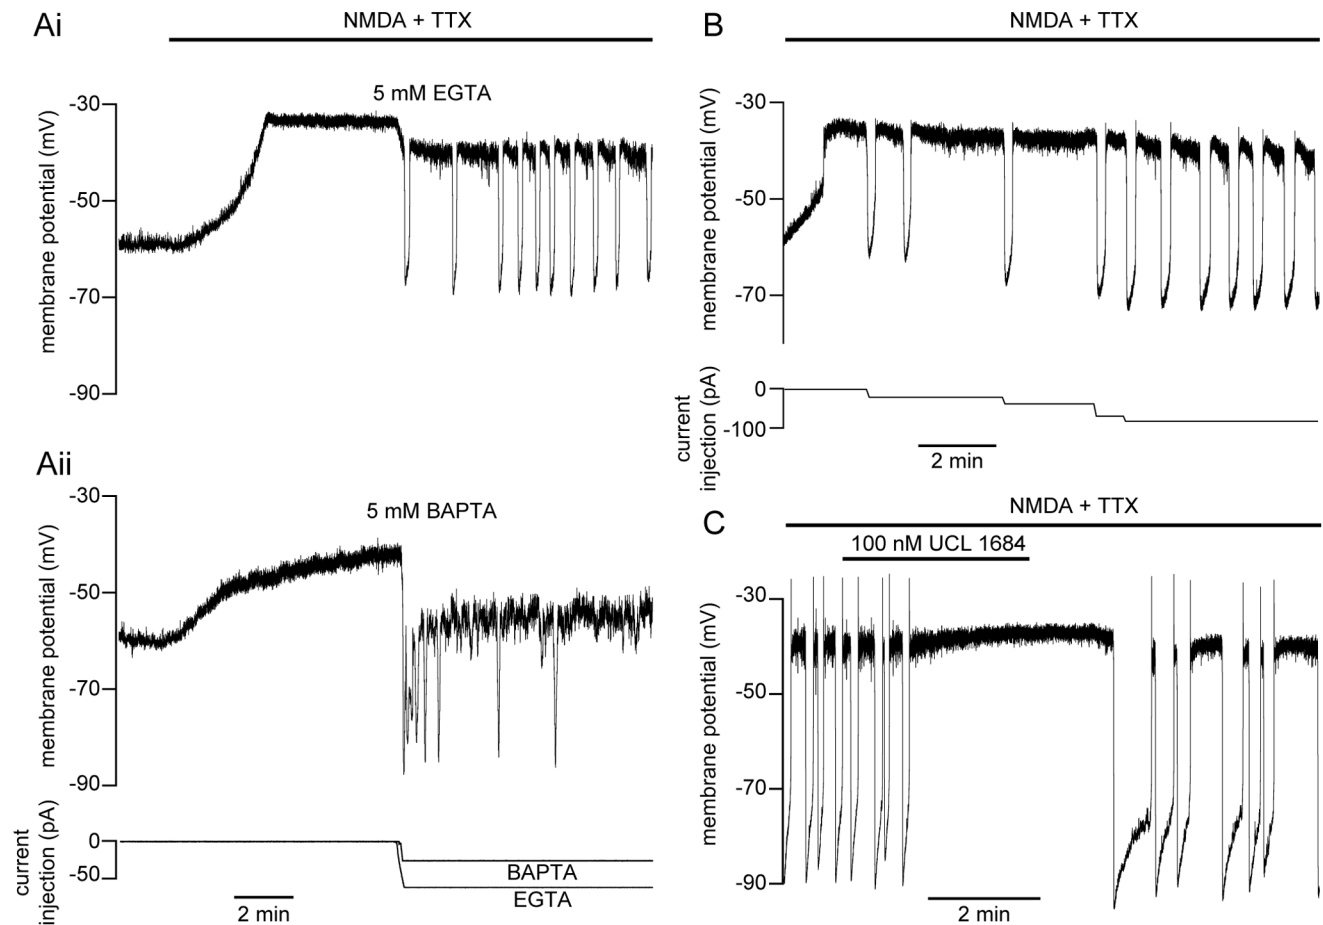 Ai
NMDA + TTX
5 mM EGTA
membrane potential (mV)
-30
-50
-70
-90
Aii
5 mM BAPTA
membrane potential (mV)
-30
-50
-70
-90
current
injection (pA)
0
-50
BAPTA
EGTA
2 min
B
NMDA + TTX
membrane potential (mV)
-30
-50
-70
current
injection (pA)
0
-100
2 min
C
NMDA + TTX
100 nM UCL 1684
membrane potential (mV)
-30
-50
-70
-90
2 min